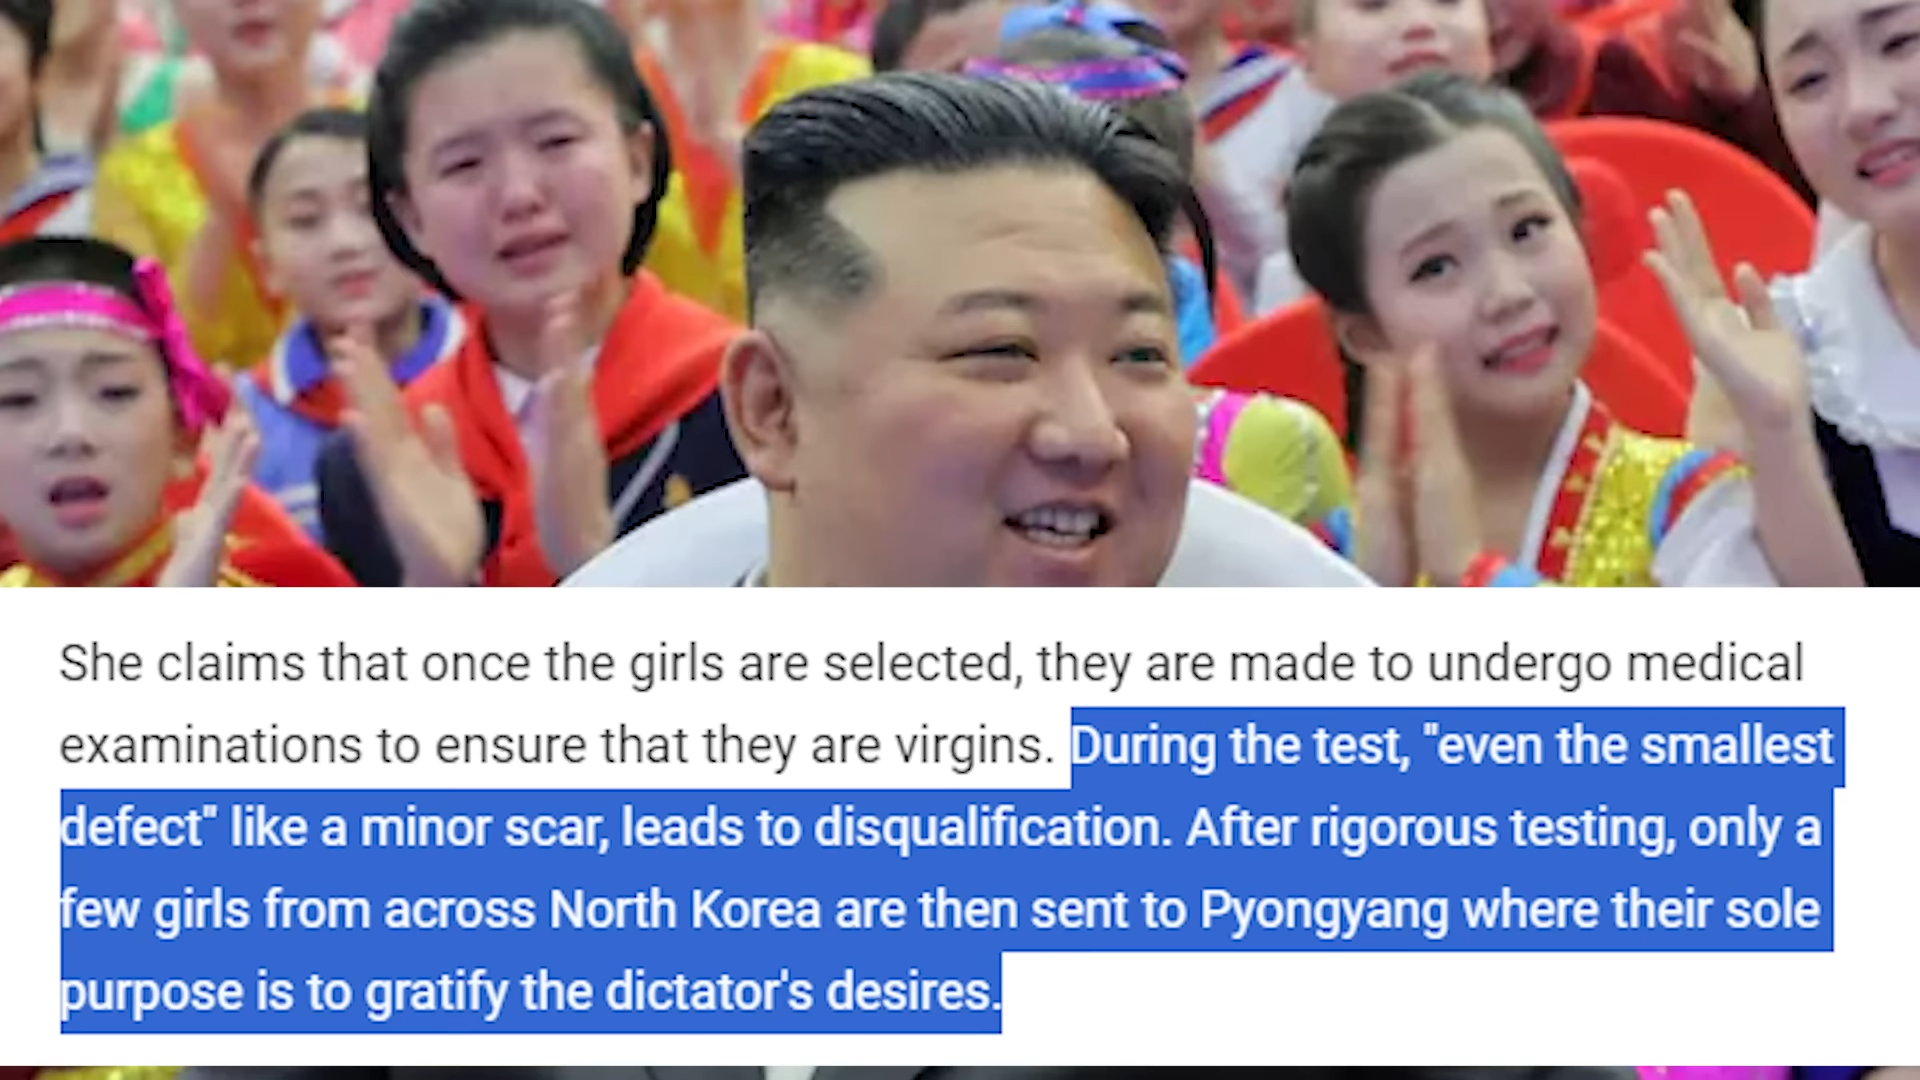 She claims that once the girls are selected, they are made to undergo medical
examinations to ensure that they are virgins. During the test, "even the smallest
defect" like a minor scar, leads to disqualification. After rigorous testing, only a
few girls from across North Korea are then sent to Pyongyang where their sole
purpose is to gratify the dictator's desires.